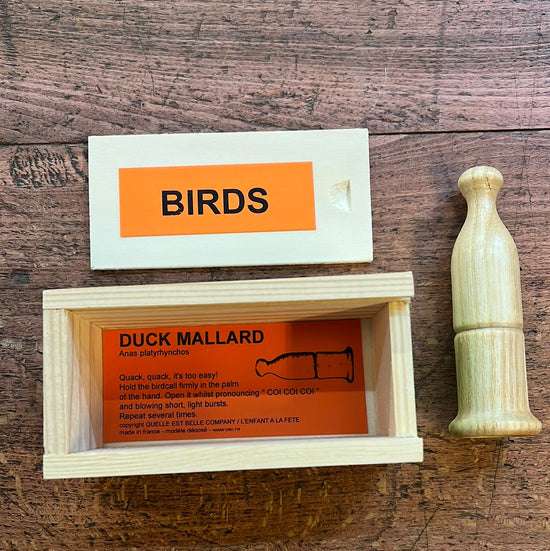 BIRDS
DUCK MALLARD
Anas platyrhynchos
Quack, quack, it's too easy!
Hold the birdcall firmly in the palm
of the hand. Open it whilst pronouncing " COI COI COI "
and blowing short, light bursts.
Repeat several times.
copyright QUELLE EST BELLE COMPANY / L'ENFANT A LA FETE
made in france - modèle déposé -